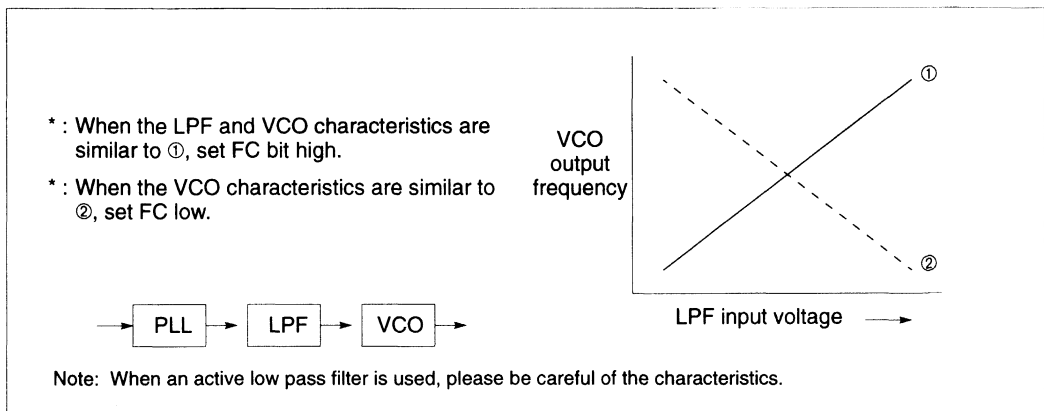 * : When the LPF and VCO characteristics are
similar to ①, set FC bit high.
* : When the VCO characteristics are similar to
②, set FC low.
PLL
LPF
VCO
VCO
output
frequency
①
②
LPF input voltage
Note: When an active low pass filter is used, please be careful of the characteristics.